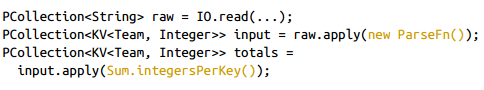 PCollection<String> raw = IO.read(...);
PCollection<KV<Team, Integer>> input = raw.apply(new ParseFn());
PCollection<KV<Team, Integer>> totals =
  input.apply(Sum.integersPerKey());